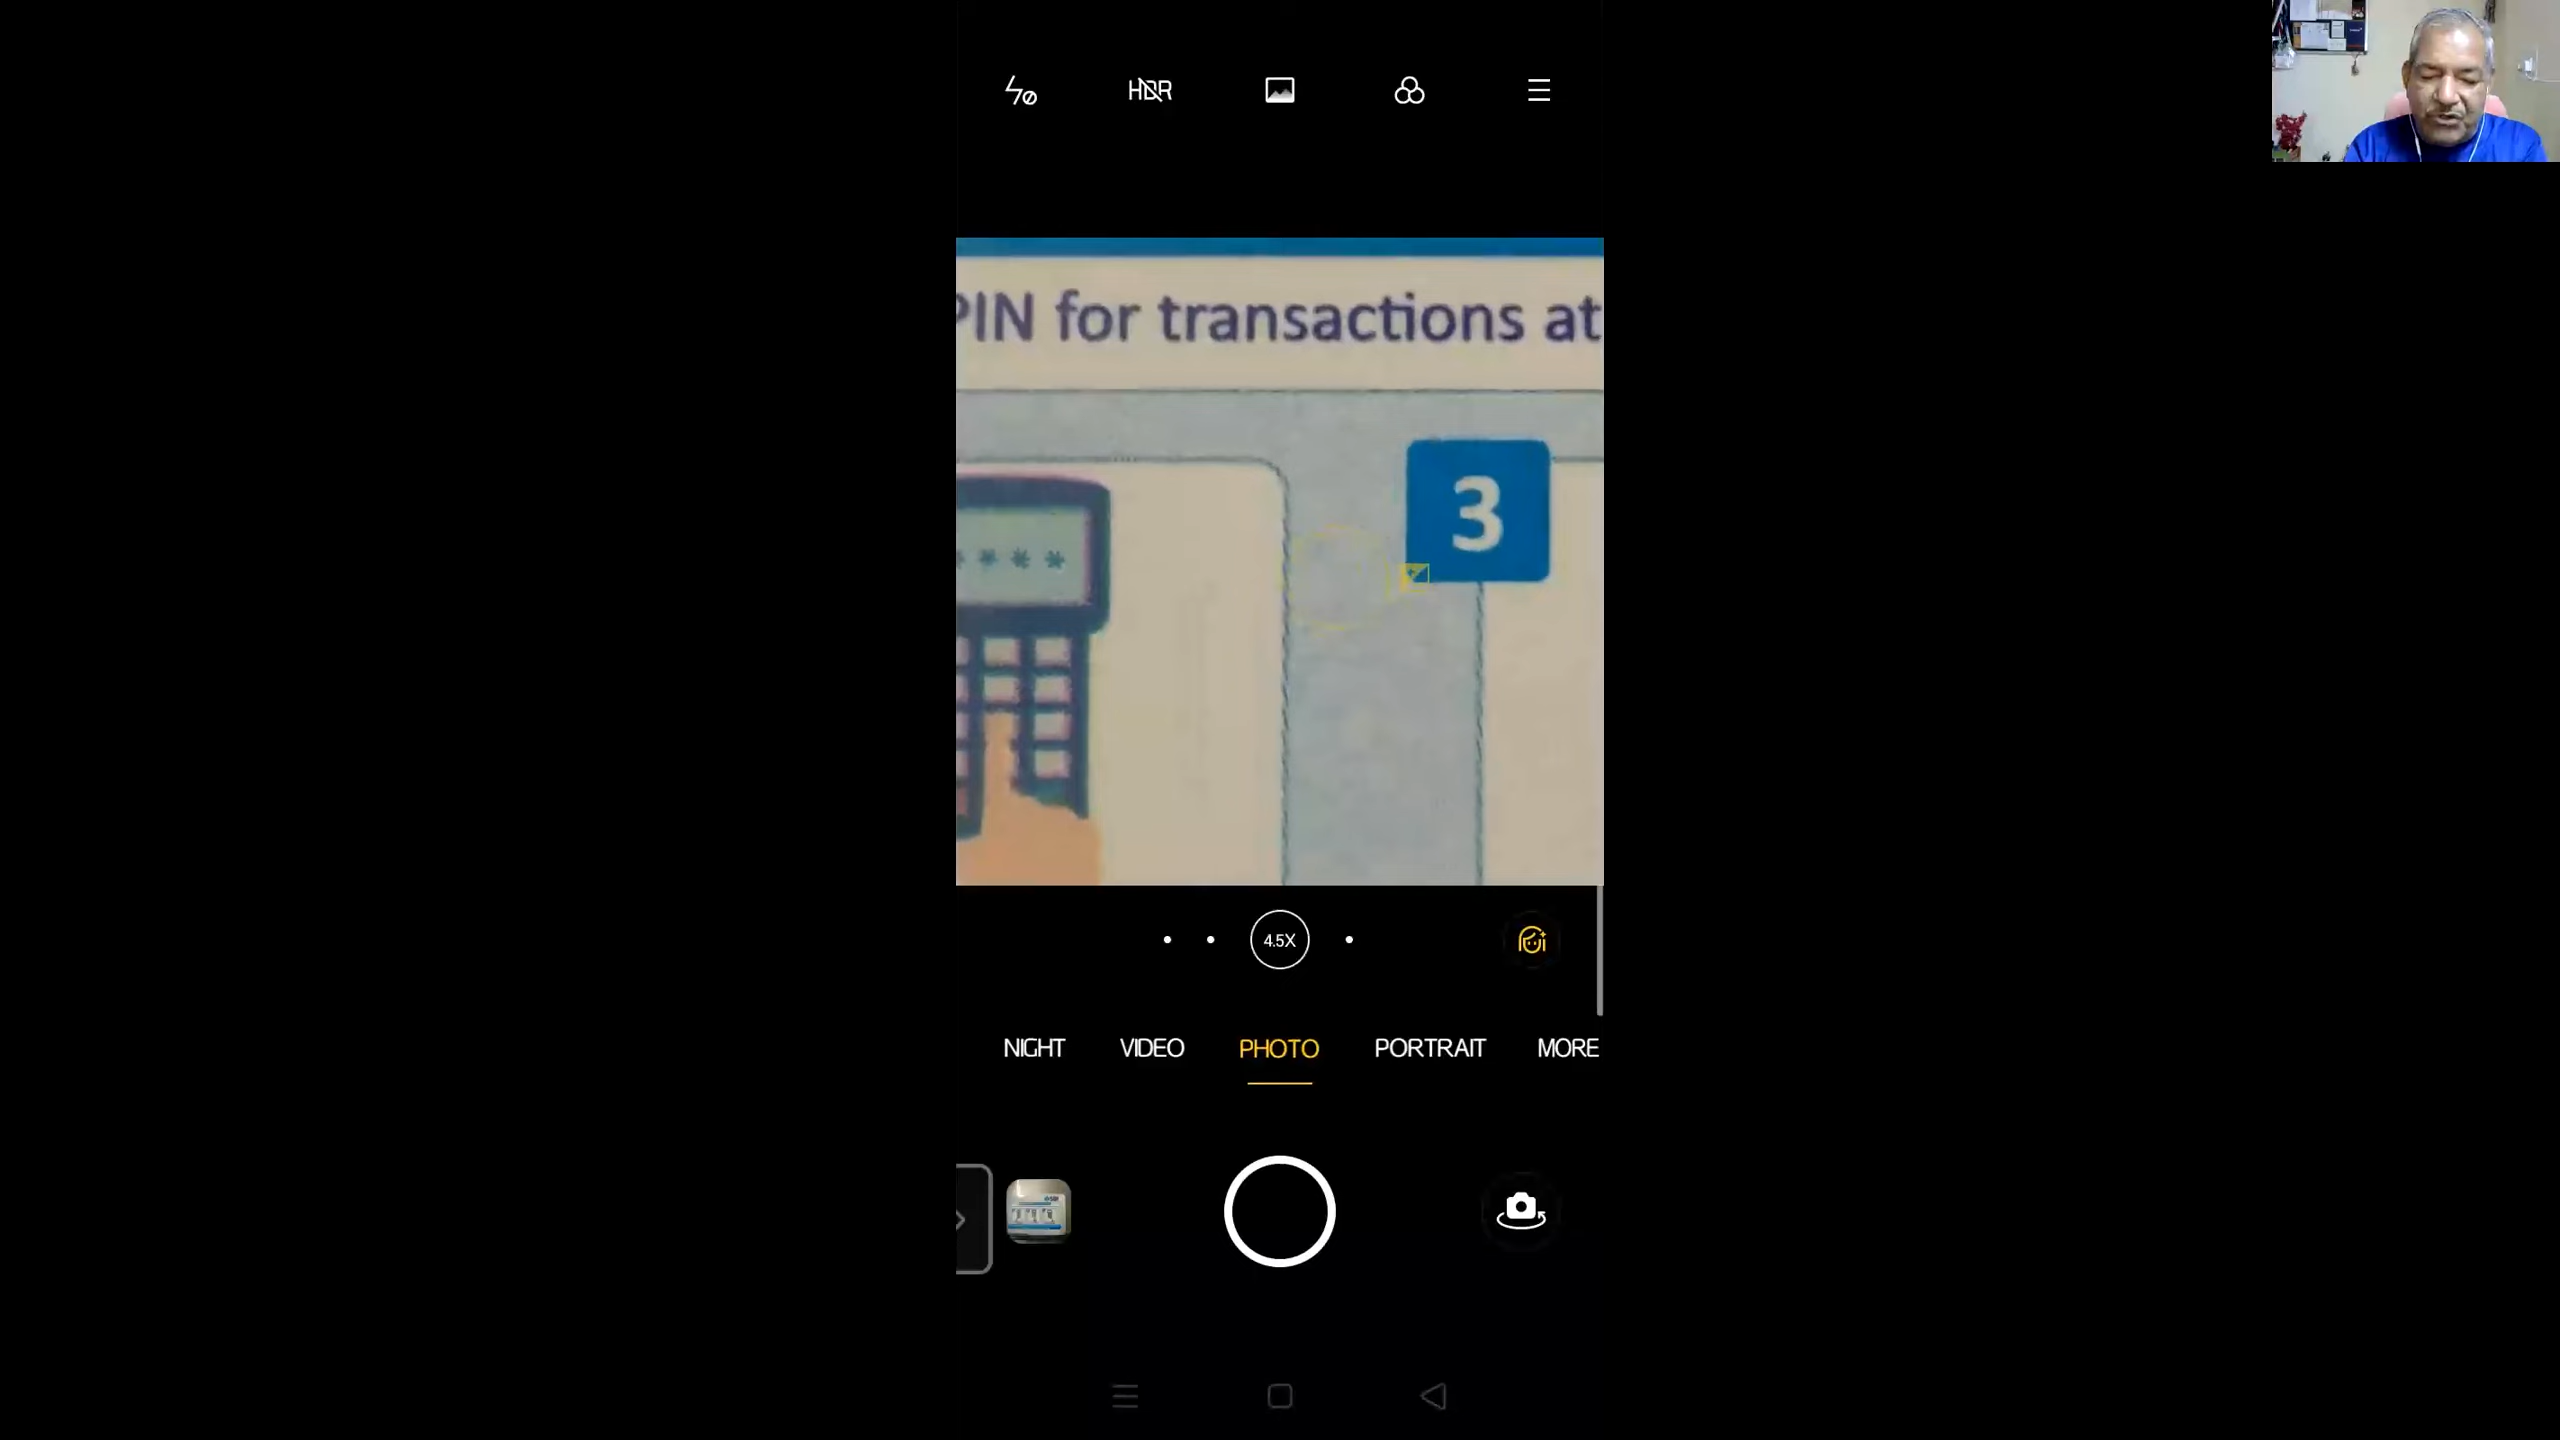 HDR
PIN for transactions at
3
* * * *
4.5X
NIGHT VIDEO PHOTO PORTRAIT MORE